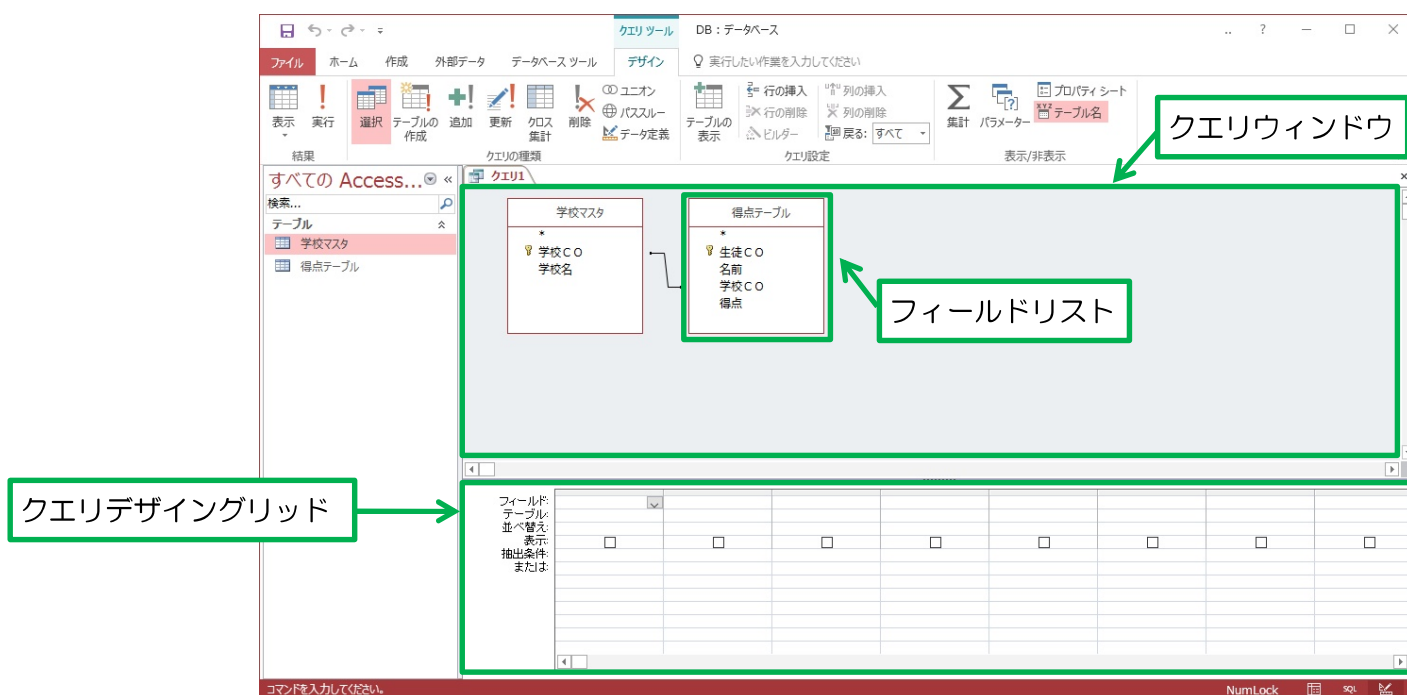 クエリ ツール
DB : データベース
ファイル ホーム 作成 外部データ データベース ツール デザイン 実行したい作業を入力してください
表示
実行
選択
テーブルの作成
追加
更新
クロス集計
削除
ユニオン
パススルー
データ定義
テーブルの表示
行の挿入
行の削除
ビルダー
列の挿入
列の削除
戻る: すべて
集計
パラメーター
プロパティ シート
テーブル名
結果
クエリの種類
クエリ設定
表示/非表示
クエリウィンドウ
すべての Access...
検索...
テーブル
学校マスタ
得点テーブル
クエリ1
学校マスタ
*
学校CO
学校名
得点テーブル
*
生徒CO
名前
学校CO
得点
フィールドリスト
クエリデザイングリッド
フィールド:
テーブル:
並べ替え:
表示:
抽出条件:
または:
コマンドを入力してください。
NumLock
SQL